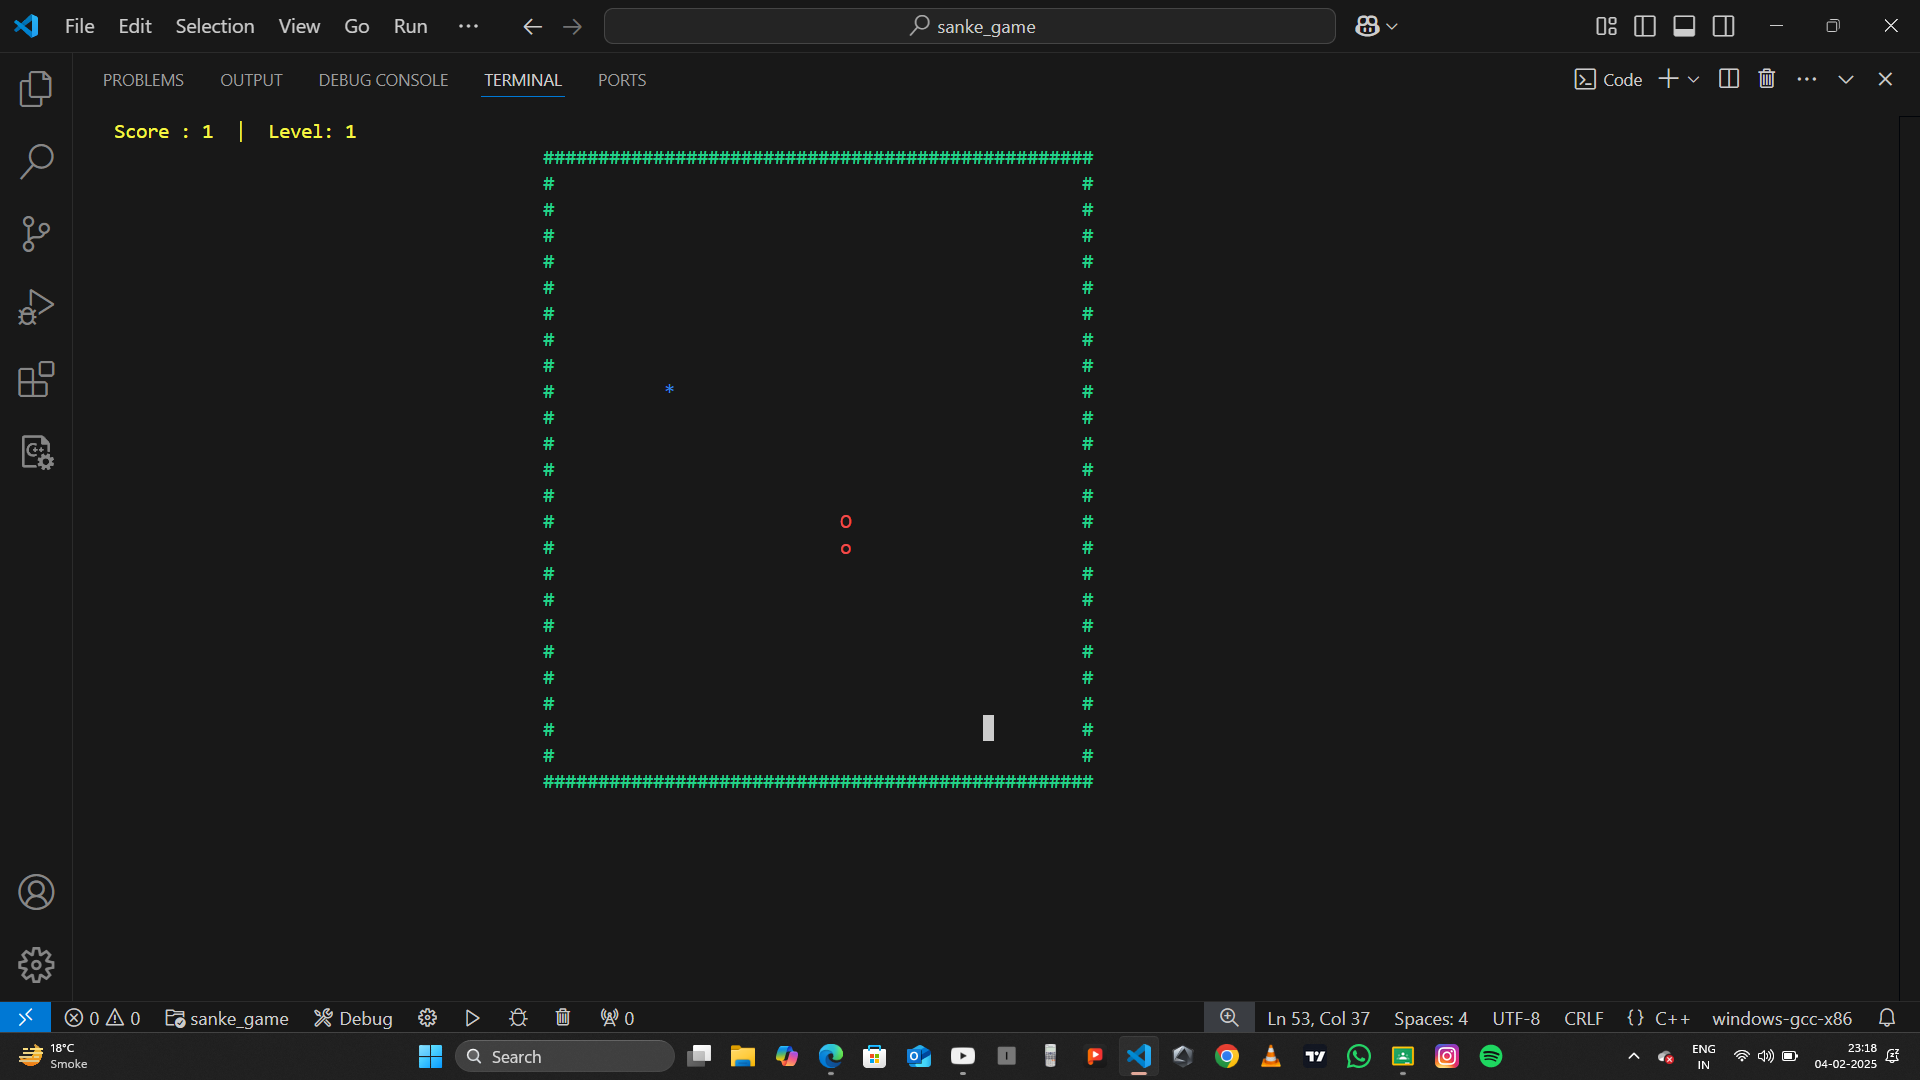 File Edit Selection View Go Run ··· sanke_game
PROBLEMS OUTPUT DEBUG CONSOLE TERMINAL PORTS Code
Score : 1 | Level: 1
##################################################
# #
# #
# #
# #
# #
# #
# #
# #
# * #
# #
# #
# #
# #
# O #
# o #
# #
# #
# #
# #
# #
# #
# #
# #
##################################################
0 0 sanke_game Debug 0 Ln 53, Col 37 Spaces: 4 UTF-8 CRLF {} C++ windows-gcc-x86
18°C
Smoke
Search
ENG
IN
23:18
04-02-2025